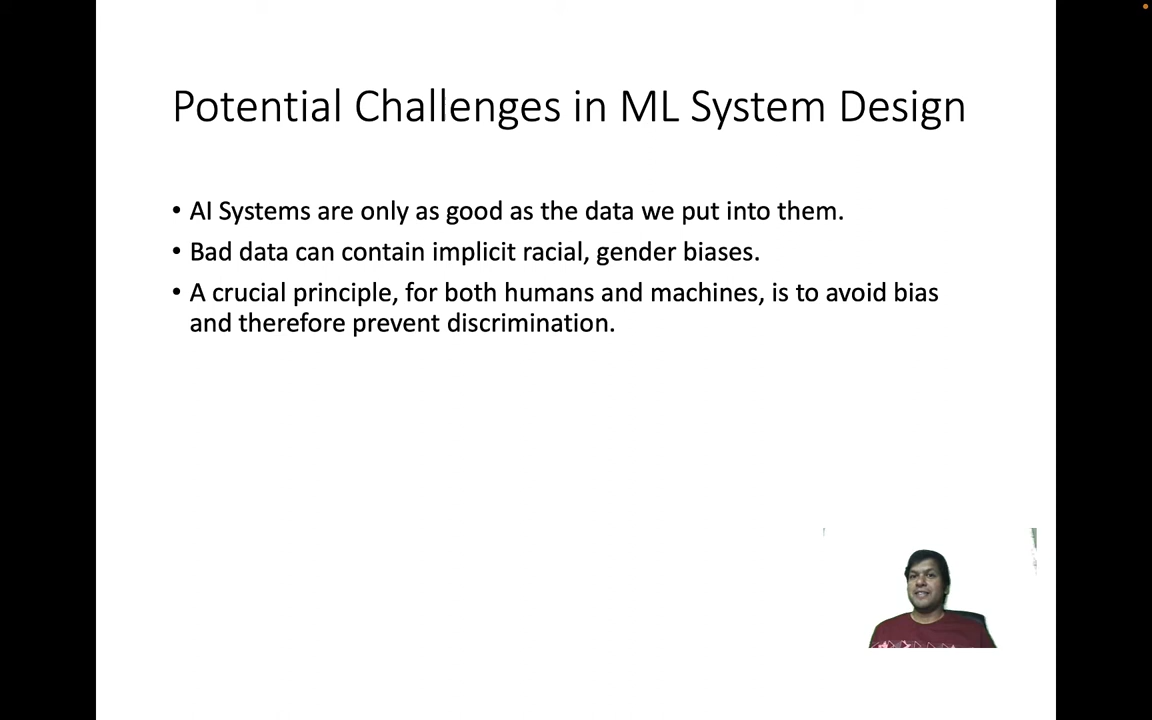 Potential Challenges in ML System Design
• AI Systems are only as good as the data we put into them.
• Bad data can contain implicit racial, gender biases.
• A crucial principle, for both humans and machines, is to avoid bias
and therefore prevent discrimination.